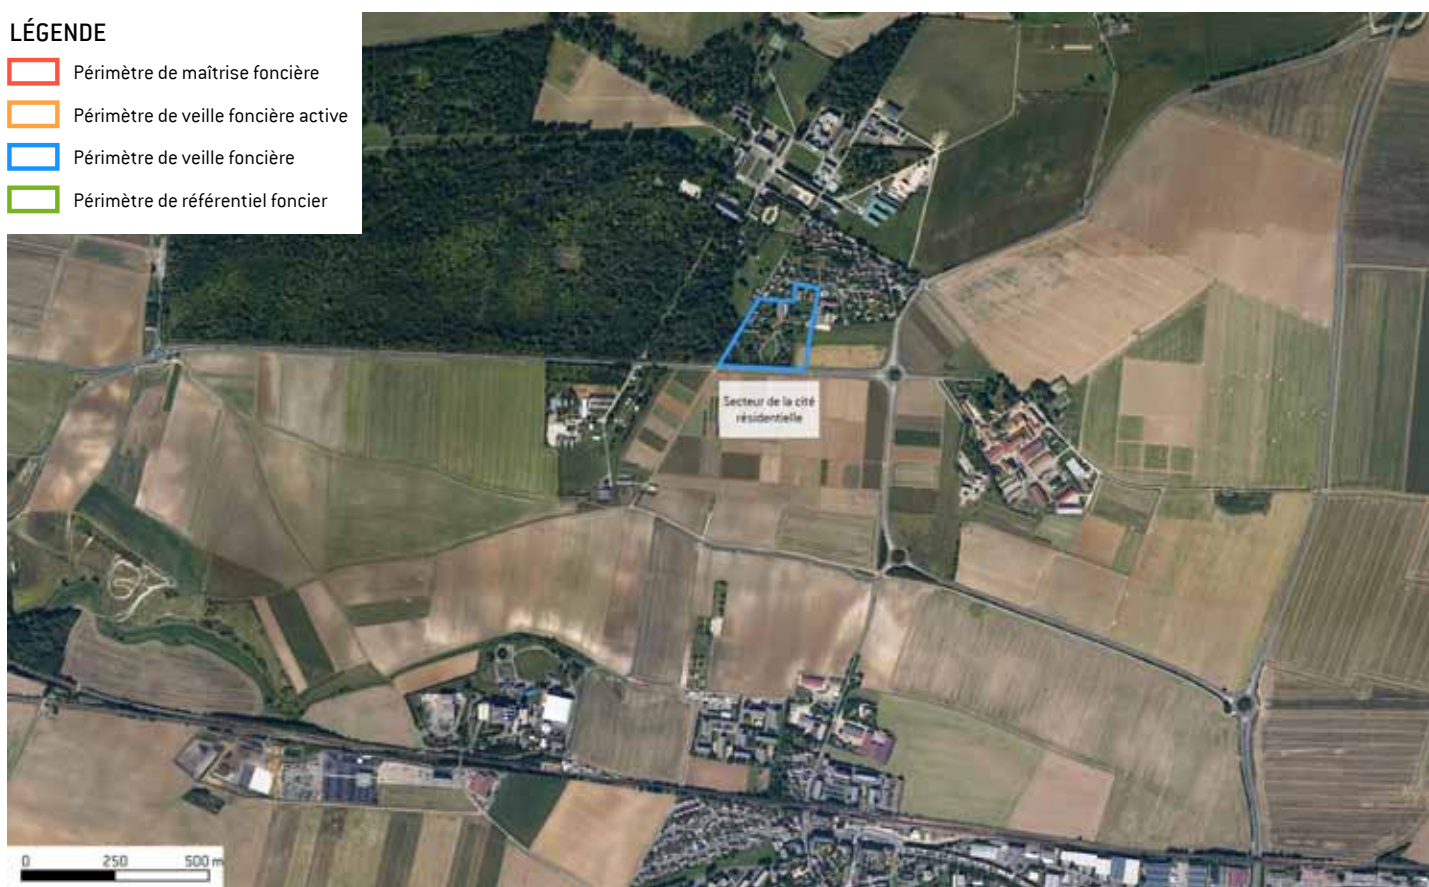 LÉGENDE
Périmètre de maîtrise foncière
Périmètre de veille foncière active
Périmètre de veille foncière
Périmètre de référentiel foncier
Secteur de la cité
résidentielle
0 250 500 m